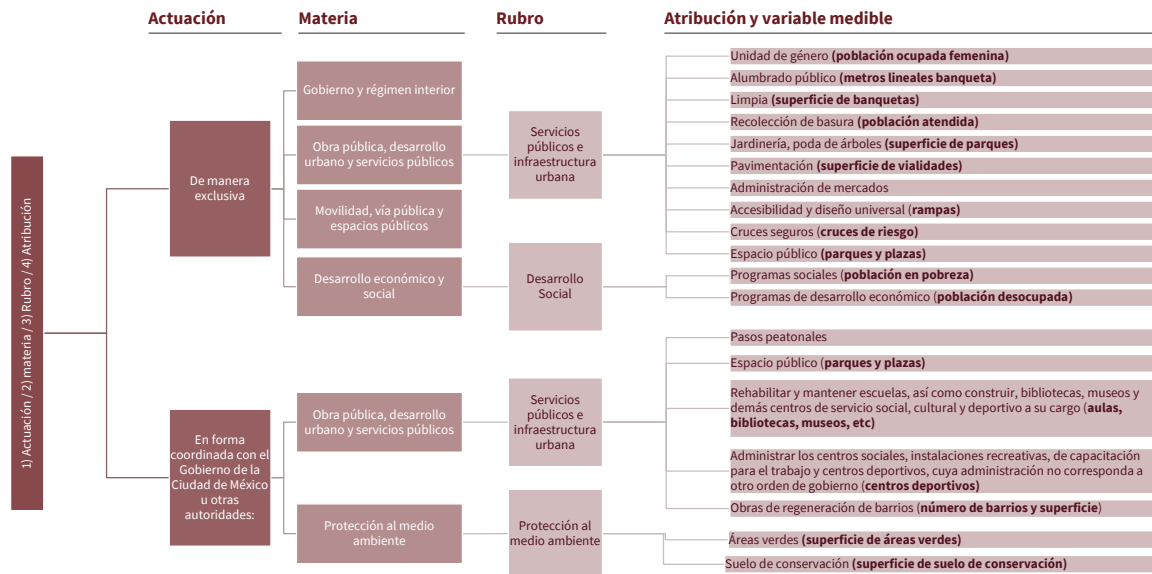 Actuación
Materia
Rubro
Atribución y variable medible
1) Actuación / 2) materia / 3) Rubro / 4) Atribución
De manera
exclusiva
Gobierno y régimen interior
Obra pública, desarrollo
urbano y servicios públicos
Movilidad, vía pública y
espacios públicos
Desarrollo económico y
social
Servicios
públicos e
infraestructura
urbana
Desarrollo
Social
Unidad de género (población ocupada femenina)
Alumbrado público (metros lineales banqueta)
Limpia (superficie de banquetas)
Recolección de basura (población atendida)
Jardinería, poda de árboles (superficie de parques)
Pavimentación (superficie de vialidades)
Administración de mercados
Accesibilidad y diseño universal (rampas)
Cruces seguros (cruces de riesgo)
Espacio público (parques y plazas)
Programas sociales (población en pobreza)
Programas de desarrollo económico (población desocupada)
En forma
coordinada con el
Gobierno de la
Ciudad de México
u otras
autoridades:
Obra pública, desarrollo
urbano y servicios públicos
Protección al medio
ambiente
Servicios
públicos e
infraestructura
urbana
Protección al
medio ambiente
Pasos peatonales
Espacio público (parques y plazas)
Rehabilitar y mantener escuelas, así como construir, bibliotecas, museos y
demás centros de servicio social, cultural y deportivo a su cargo (aulas,
bibliotecas, museos, etc)
Administrar los centros sociales, instalaciones recreativas, de capacitación
para el trabajo y centros deportivos, cuya administración no corresponda a
otro orden de gobierno (centros deportivos)
Obras de regeneración de barrios (número de barrios y superficie)
Áreas verdes (superficie de áreas verdes)
Suelo de conservación (superficie de suelo de conservación)